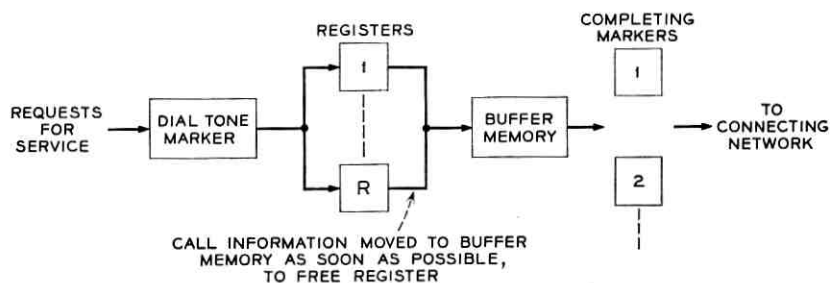 REQUESTS
FOR
SERVICE
DIAL TONE
MARKER
REGISTERS
1
R
CALL INFORMATION MOVED TO BUFFER
MEMORY AS SOON AS POSSIBLE,
TO FREE REGISTER
BUFFER
MEMORY
COMPLETING
MARKERS
1
2
TO
CONNECTING
NETWORK